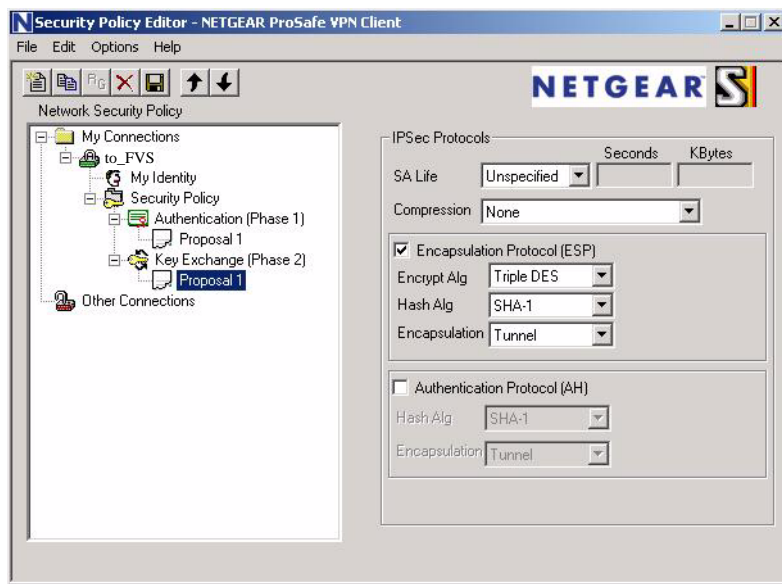 Security Policy Editor - NETGEAR ProSafe VPN Client
File Edit Options Help
NETGEAR
Network Security Policy
My Connections
to_FVS
My Identity
Security Policy
Authentication (Phase 1)
Proposal 1
Key Exchange (Phase 2)
Proposal 1
Other Connections
IPSec Protocols
Seconds KBytes
SA Life Unspecified
Compression None
Encapsulation Protocol (ESP)
Encrypt Alg Triple DES
Hash Alg SHA-1
Encapsulation Tunnel
Authentication Protocol (AH)
Hash Alg SHA-1
Encapsulation Tunnel